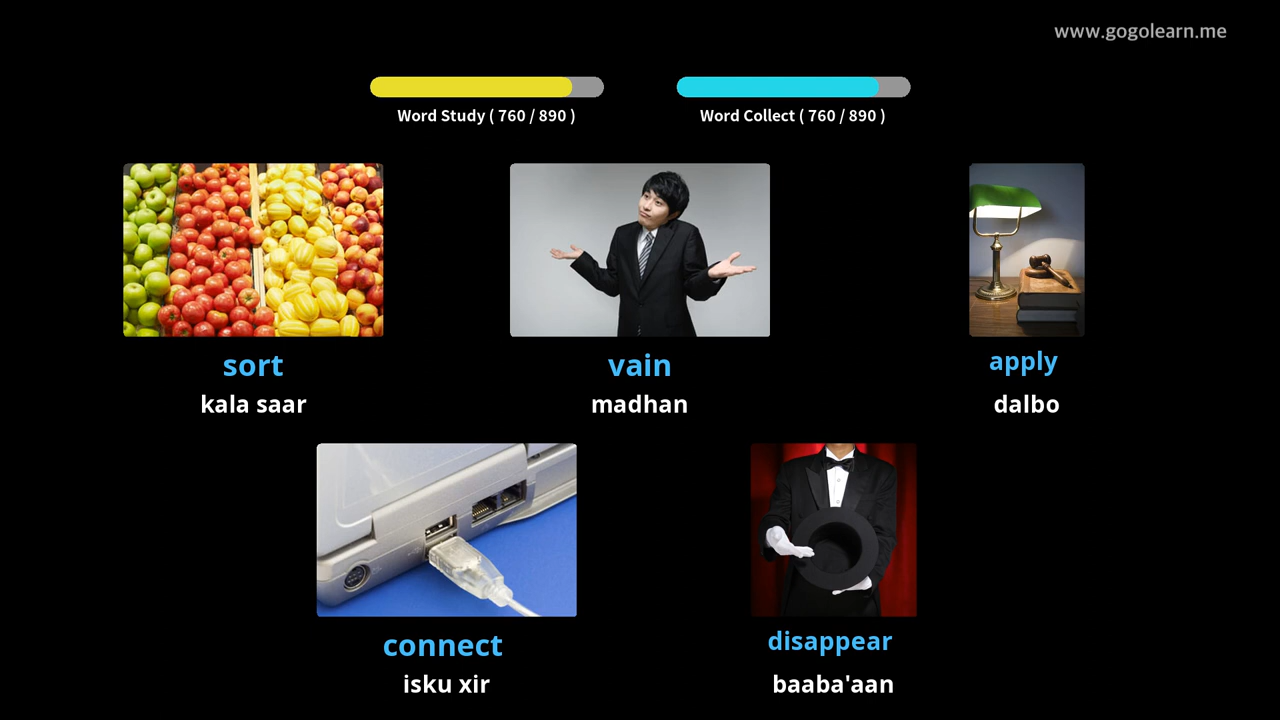 www.gogolearn.me
Word Study ( 760 / 890 )
Word Collect ( 760 / 890 )
sort
kala saar
vain
madhan
apply
dalbo
connect
isku xir
disappear
baaba'aan